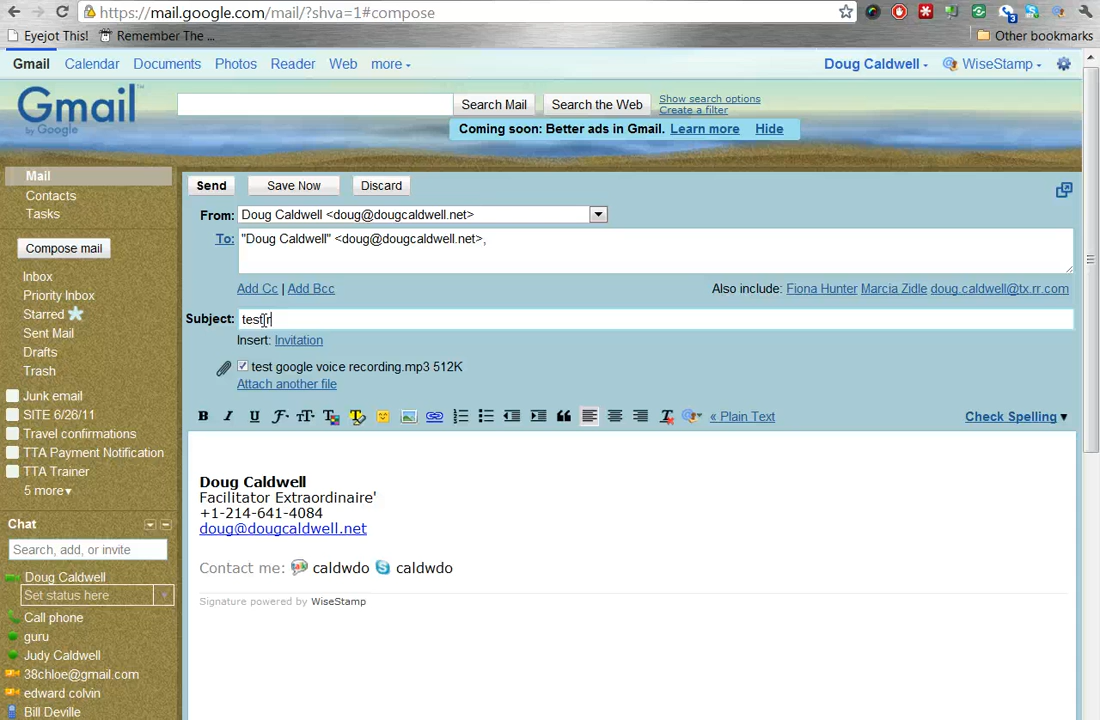 https://mail.google.com/mail/?shva=1#compose
Eyejot This! Remember The ... Other bookmarks
Gmail Calendar Documents Photos Reader Web more Doug Caldwell WiseStamp
Gmail™
by Google
Search Mail Search the Web Show search options
Create a filter
Coming soon: Better ads in Gmail. Learn more Hide
Mail
Contacts
Tasks
Compose mail
Inbox
Priority Inbox
Starred
Sent Mail
Drafts
Trash
Junk email
SITE 6/26/11
Travel confirmations
TTA Payment Notification
TTA Trainer
5 more▾
Chat
Search, add, or invite
Doug Caldwell
Set status here
Call phone
guru
Judy Caldwell
38chloe@gmail.com
edward colvin
Bill Deville
Send Save Now Discard
From: Doug Caldwell <doug@dougcaldwell.net>
To: "Doug Caldwell" <doug@dougcaldwell.net>,
Add Cc | Add Bcc Also include: Fiona Hunter Marcia Zidle doug.caldwell@tx.rr.com
Subject: test r
Insert: Invitation
test google voice recording.mp3 512K
Attach another file
B I U « Plain Text Check Spelling▾
Doug Caldwell
Facilitator Extraordinaire'
+1-214-641-4084
doug@dougcaldwell.net
Contact me: caldwdo caldwdo
Signature powered by WiseStamp